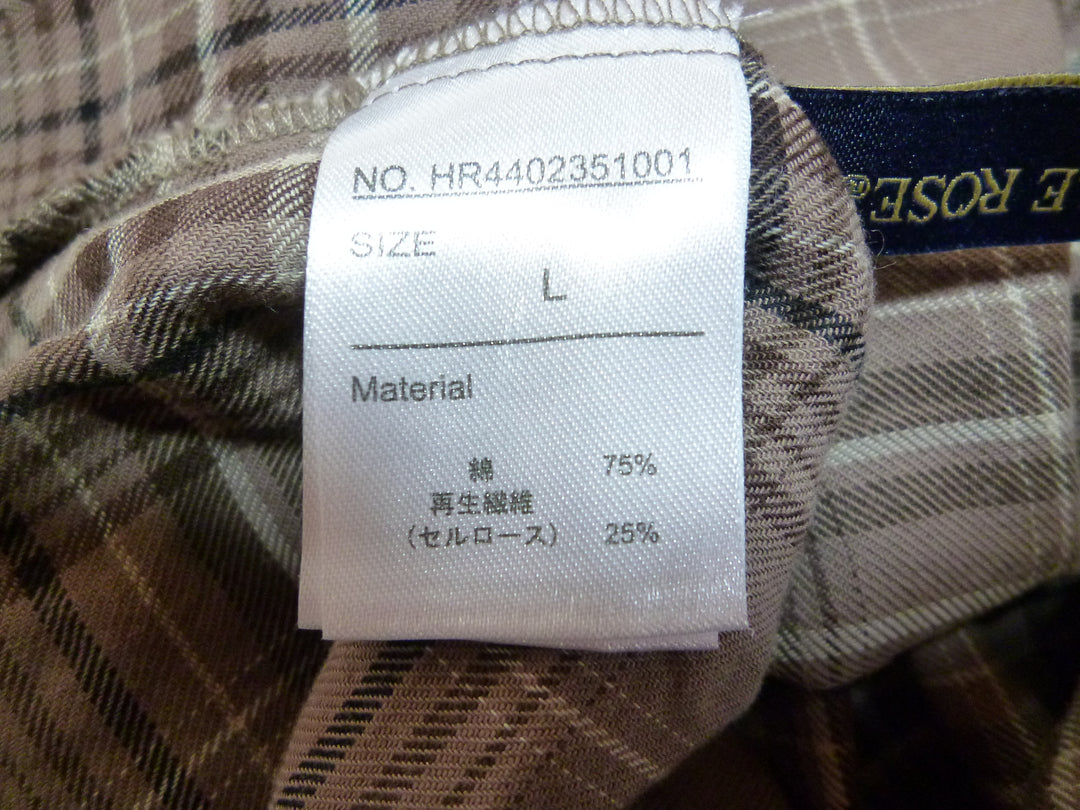 NO. HR4402351001
SIZE
L
Material
綿 75%
再生繊維
（セルロース） 25%
E ROSE®